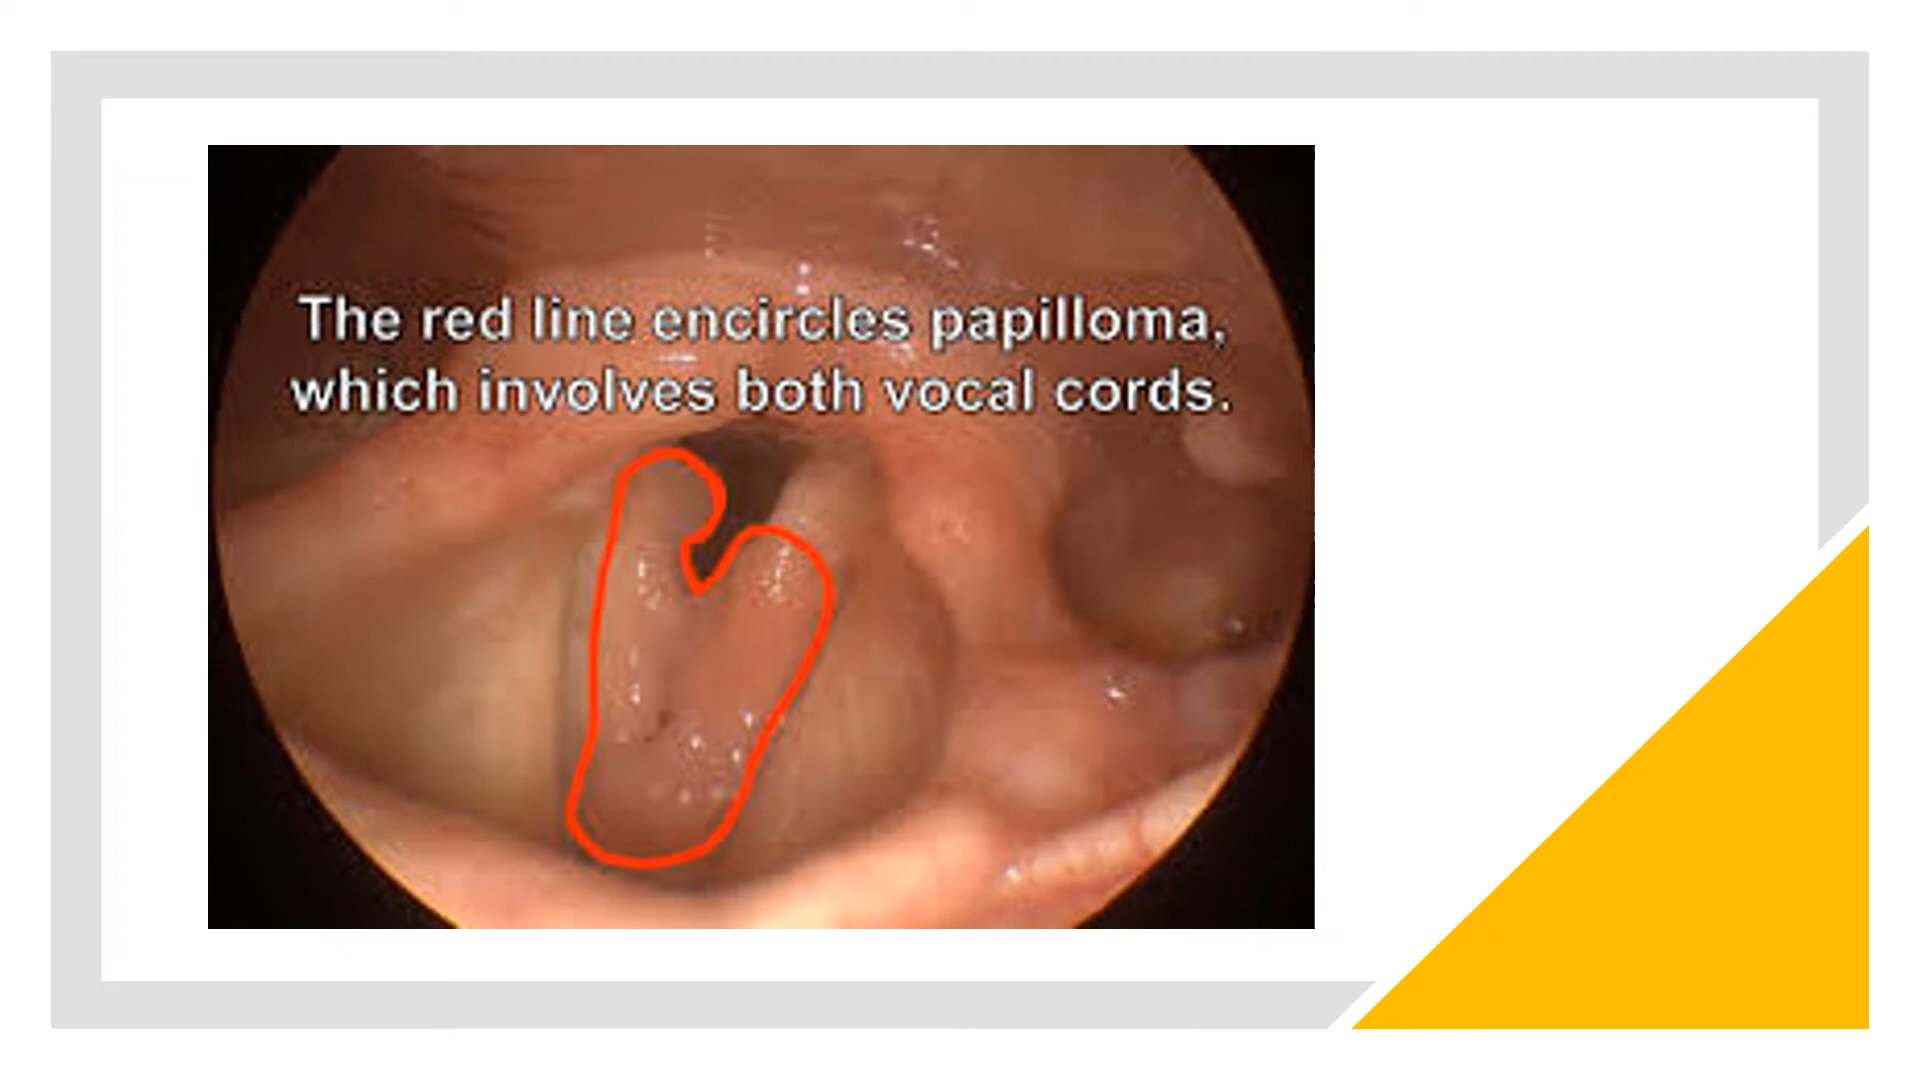 The red line encircles papilloma,
which involves both vocal cords.